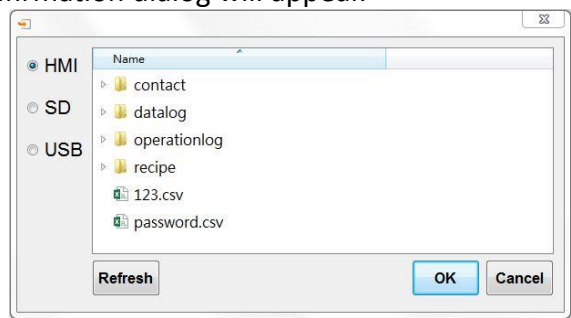 Name
HMI
contact
SD
datalog
operationlog
USB
recipe
123.csv
password.csv
Refresh
OK
Cancel